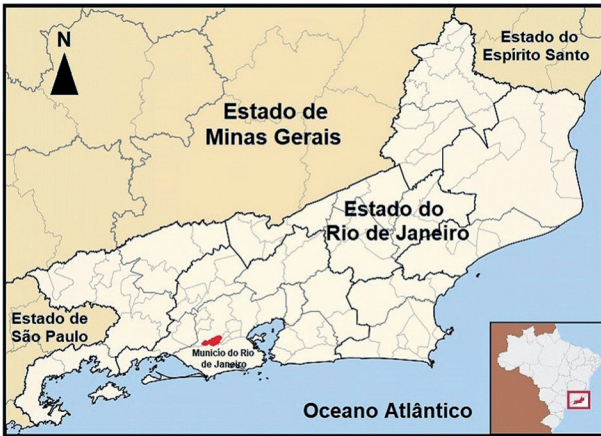 N
Estado do
Espírito Santo
Estado de
Minas Gerais
Estado do
Rio de Janeiro
Estado de
São Paulo
Municio do Rio
de Janeiro
Oceano Atlântico